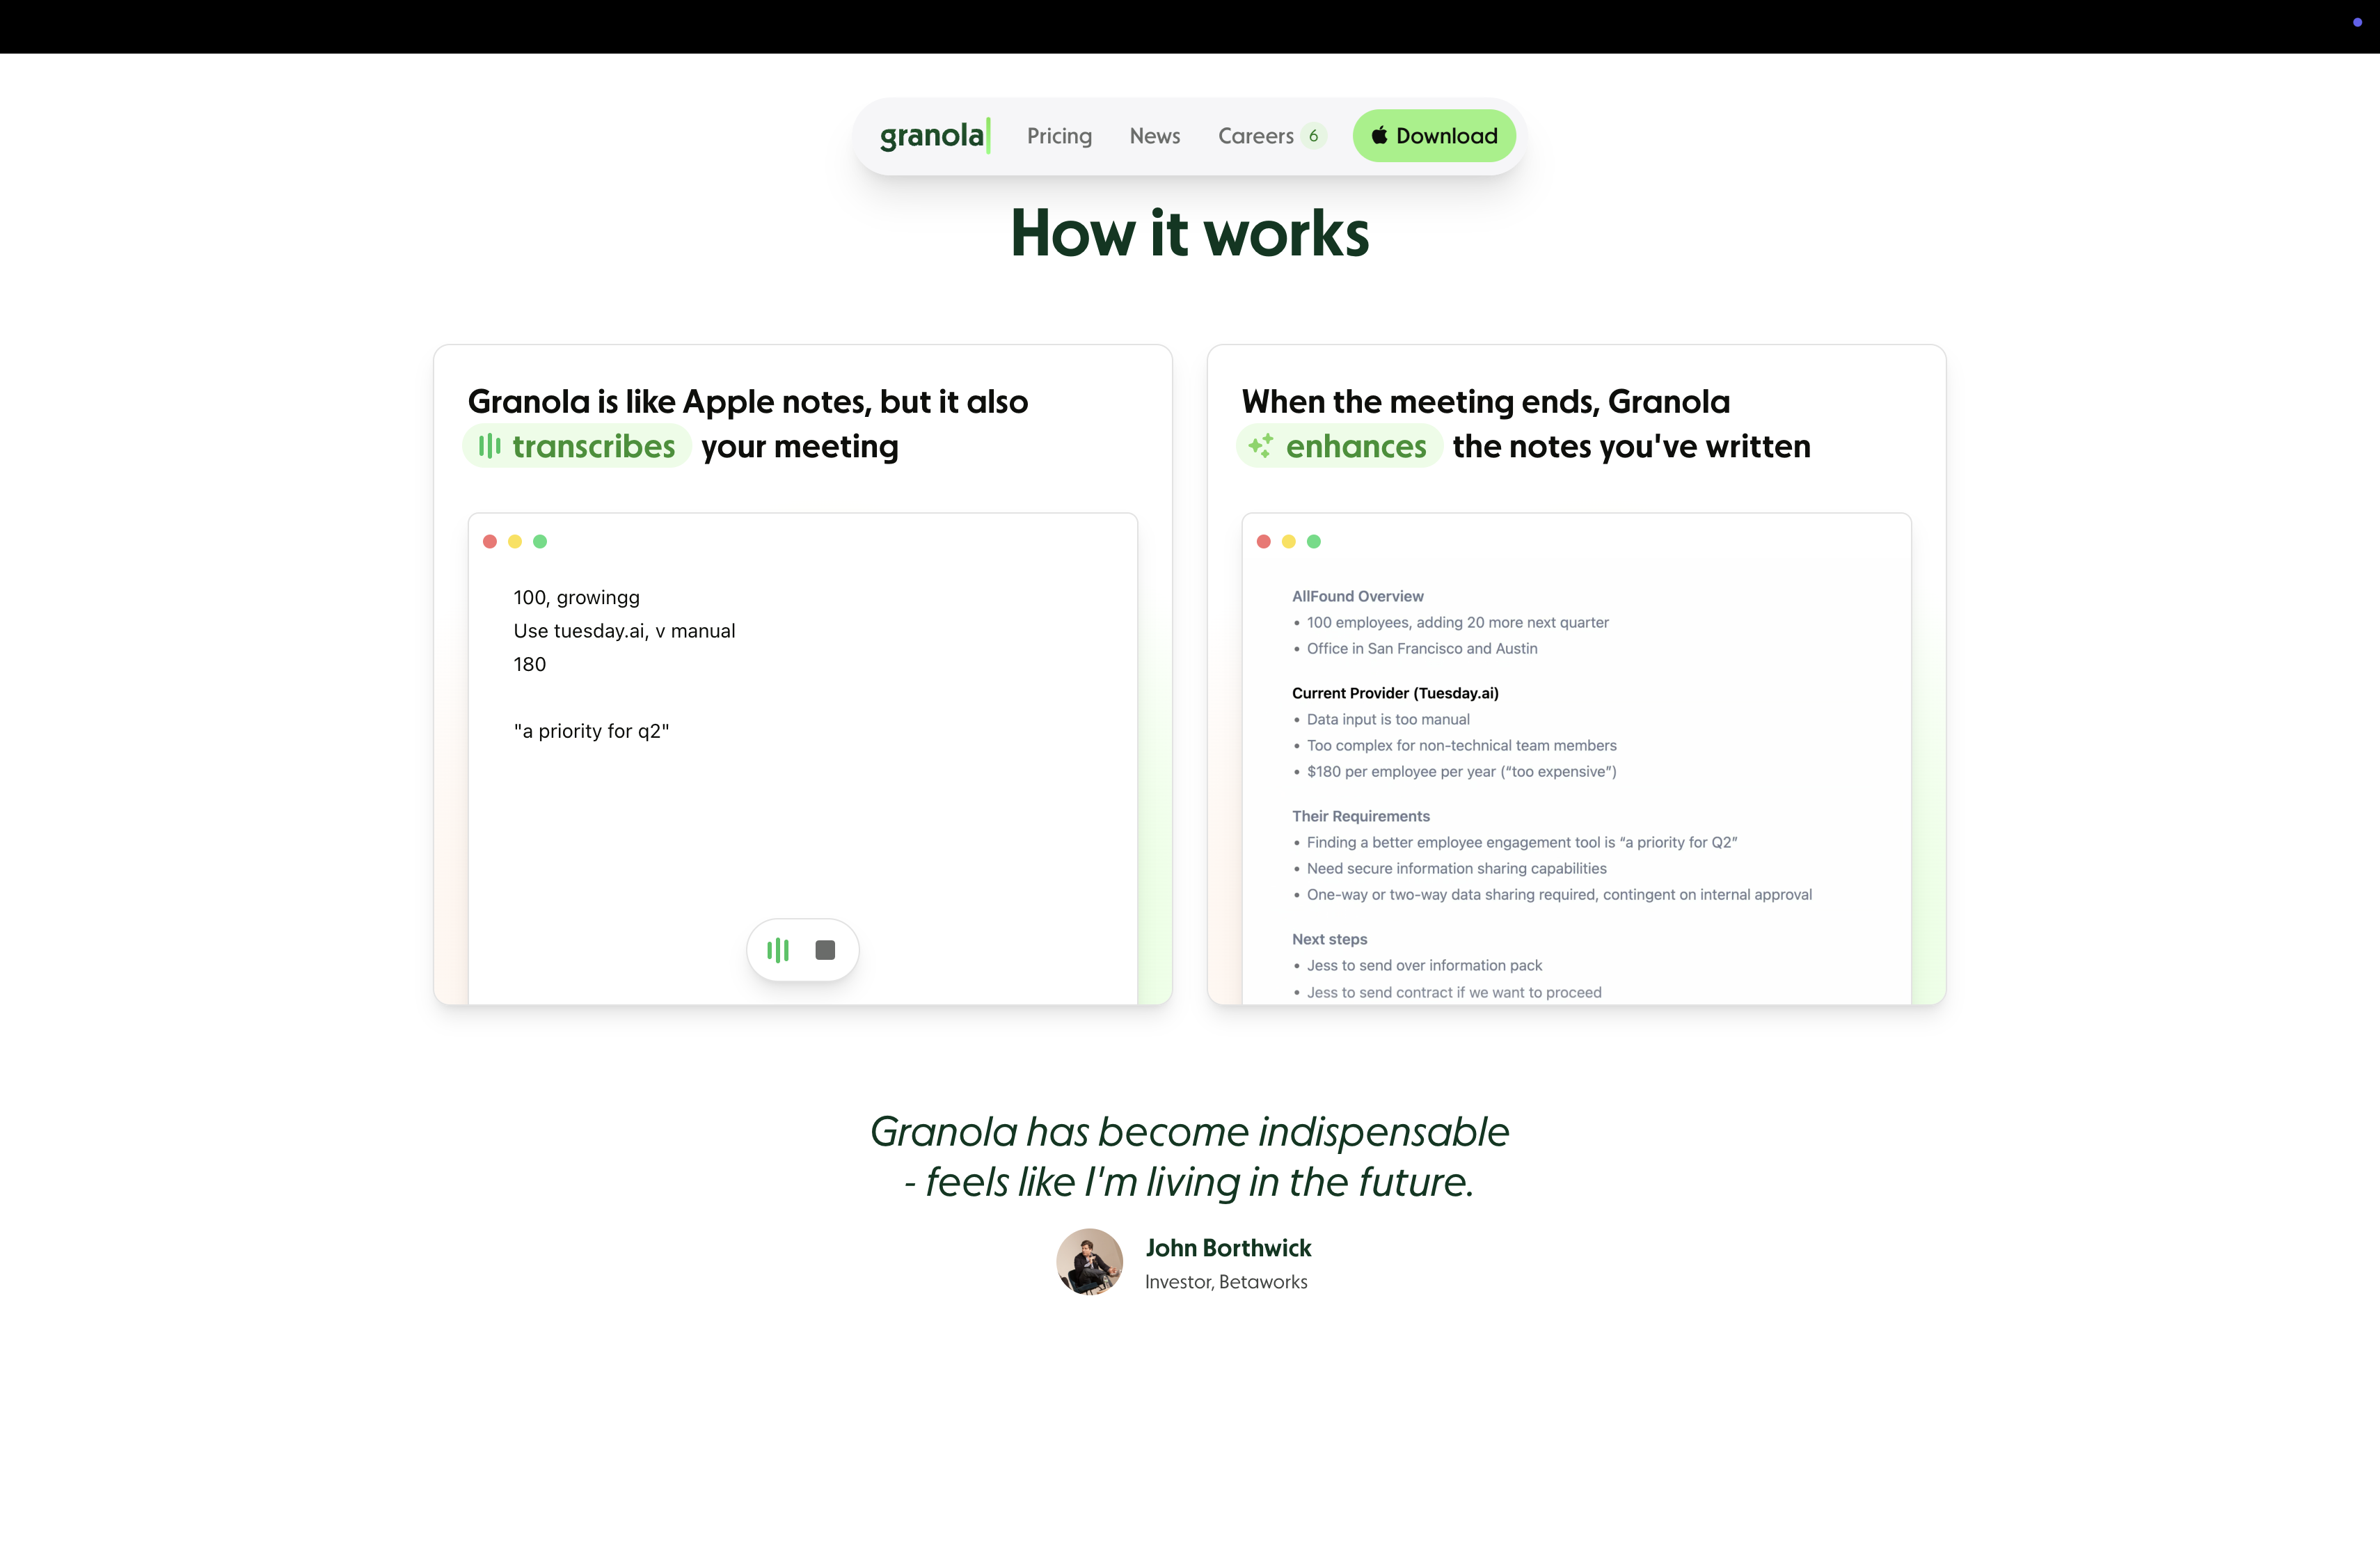 granola
Pricing
News
Careers 6
Download
How it works
Granola is like Apple notes, but it also
transcribes your meeting
100, growingg
Use tuesday.ai, v manual
180
"a priority for q2"
When the meeting ends, Granola
enhances the notes you've written
AllFound Overview
• 100 employees, adding 20 more next quarter
• Office in San Francisco and Austin
Current Provider (Tuesday.ai)
• Data input is too manual
• Too complex for non-technical team members
• $180 per employee per year (“too expensive”)
Their Requirements
• Finding a better employee engagement tool is “a priority for Q2”
• Need secure information sharing capabilities
• One-way or two-way data sharing required, contingent on internal approval
Next steps
• Jess to send over information pack
• Jess to send contract if we want to proceed
Granola has become indispensable
- feels like I'm living in the future.
John Borthwick
Investor, Betaworks